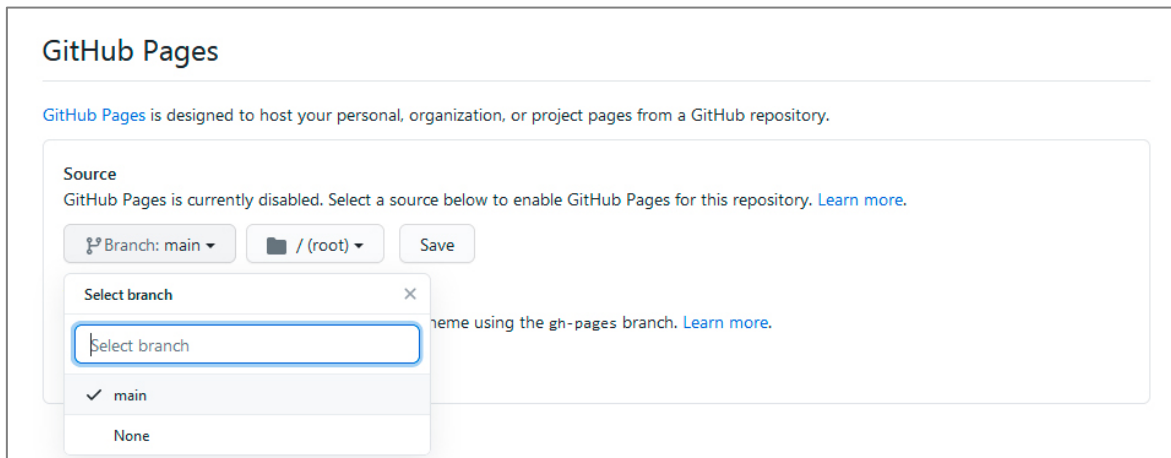 GitHub Pages
GitHub Pages is designed to host your personal, organization, or project pages from a GitHub repository.
Source
GitHub Pages is currently disabled. Select a source below to enable GitHub Pages for this repository. Learn more.
Branch: main
/ (root)
Save
Select branch
using the gh-pages branch. Learn more.
Select branch
main
None